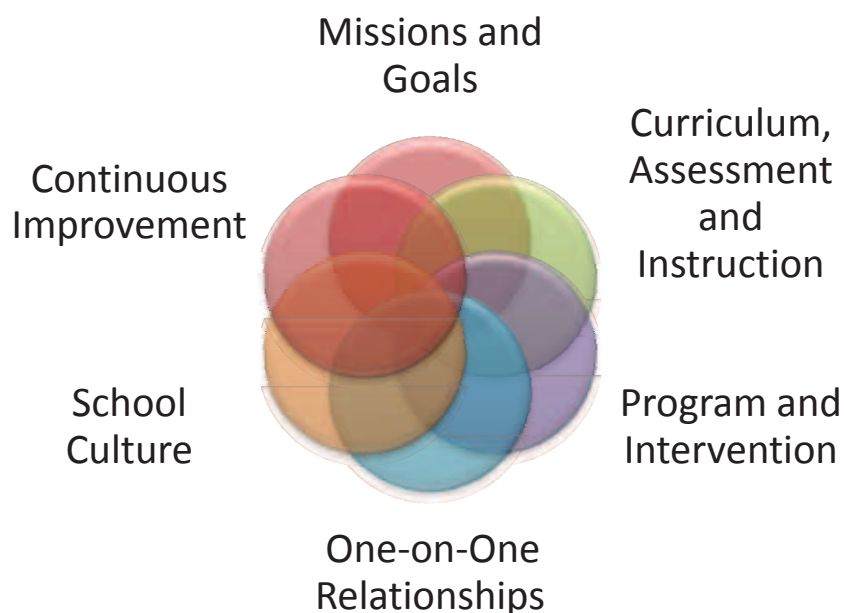 Missions and
Goals
Curriculum,
Assessment
and
Instruction
Continuous
Improvement
School
Culture
Program and
Intervention
One-on-One
Relationships